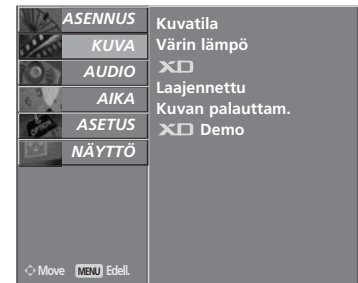 ASENNUS
KUVA
AUDIO
AIKA
ASETUS
NÄYTTÖ
Kuvatila
Värin lämpö
XD
Laajennettu
Kuvan palauttam.
XD Demo
Move MENU Edell.